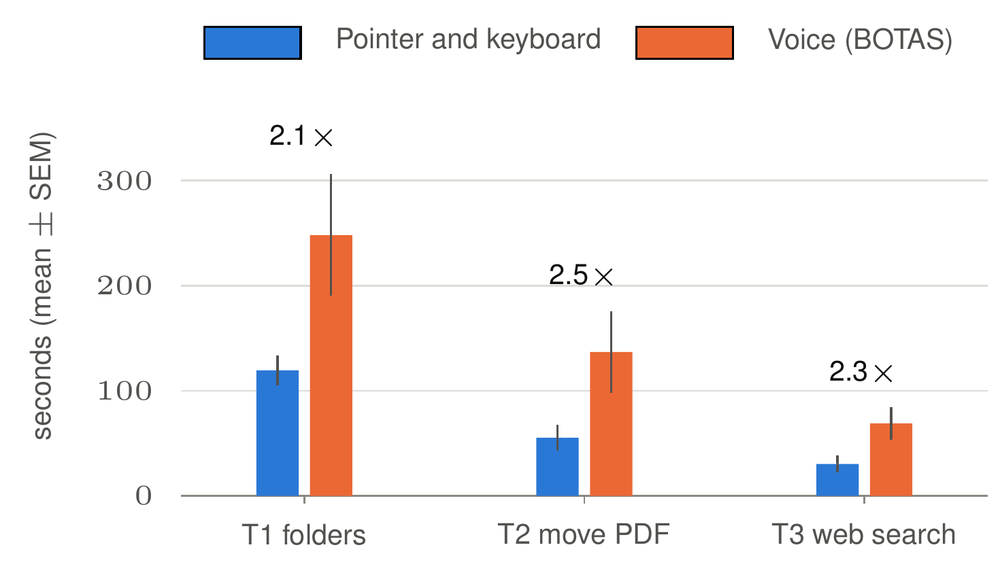 Pointer and keyboard
Voice (BOTAS)
seconds (mean ± SEM)
2.1 ×
300
2.5 ×
200
2.3 ×
100
0
T1 folders
T2 move PDF
T3 web search